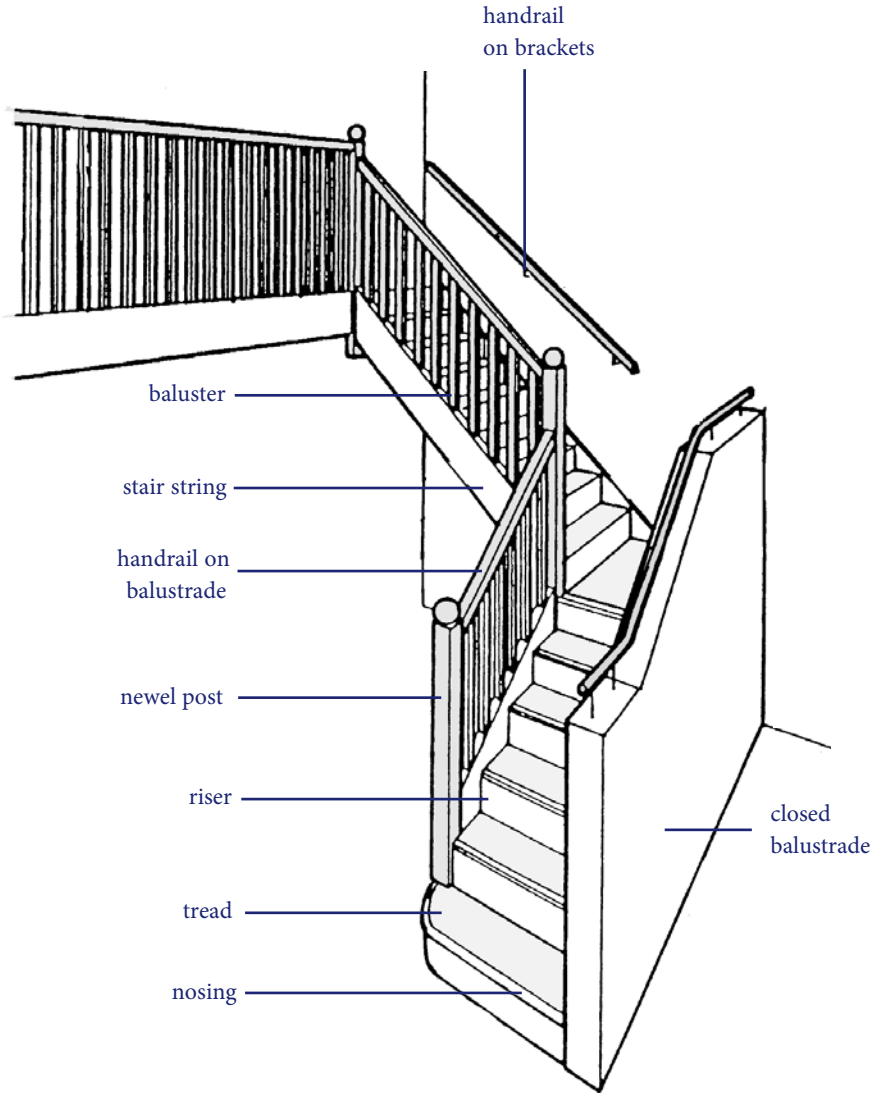 handrail
on brackets
baluster
stair string
handrail on
balustrade
newel post
riser
closed
balustrade
tread
nosing